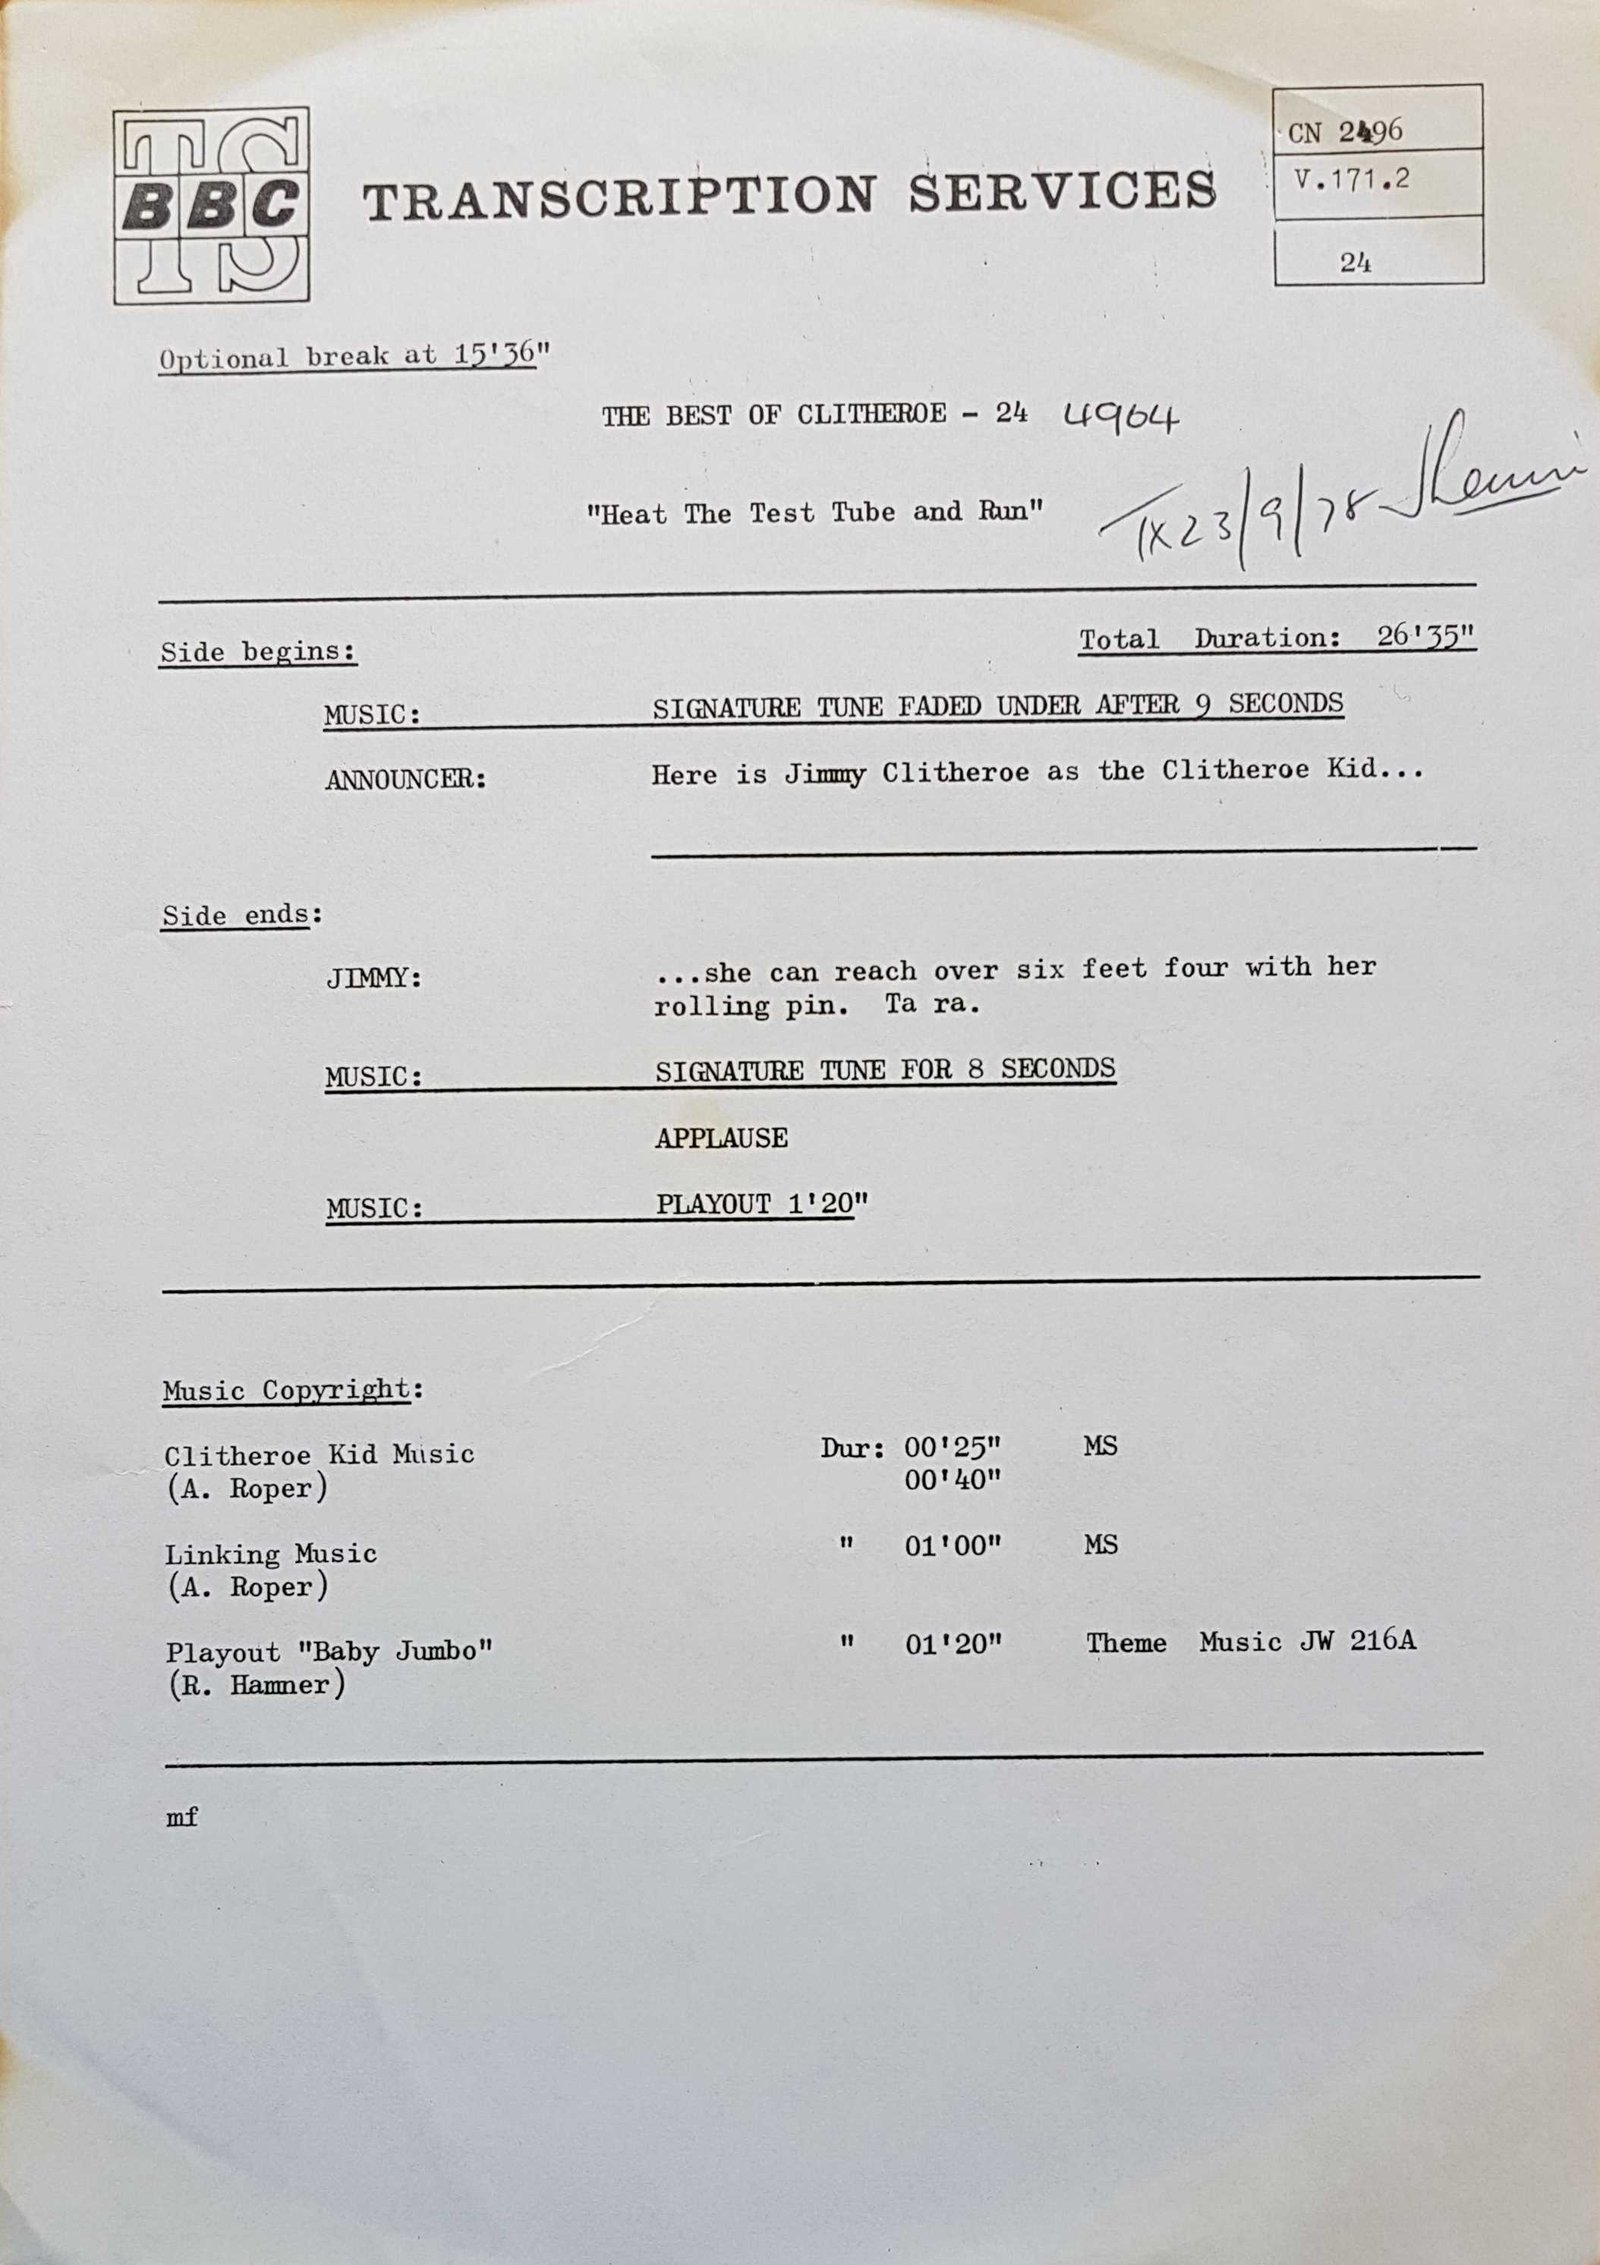 TS
BBC
TS
TRANSCRIPTION SERVICES
CN 2496
V.171.2
24
Optional break at 15'36"
THE BEST OF CLITHEROE - 24 4964
"Heat The Test Tube and Run"
TX 23/9/78
Side begins:
Total Duration: 26'35"
MUSIC: SIGNATURE TUNE FADED UNDER AFTER 9 SECONDS
ANNOUNCER: Here is Jimmy Clitheroe as the Clitheroe Kid...
Side ends:
JIMMY: ...she can reach over six feet four with her
rolling pin. Ta ra.
MUSIC: SIGNATURE TUNE FOR 8 SECONDS
APPLAUSE
MUSIC: PLAYOUT 1'20"
Music Copyright:
Clitheroe Kid Music Dur: 00'25" MS
(A. Roper) 00'40"
Linking Music " 01'00" MS
(A. Roper)
Playout "Baby Jumbo" " 01'20" Theme Music JW 216A
(R. Hamner)
mf